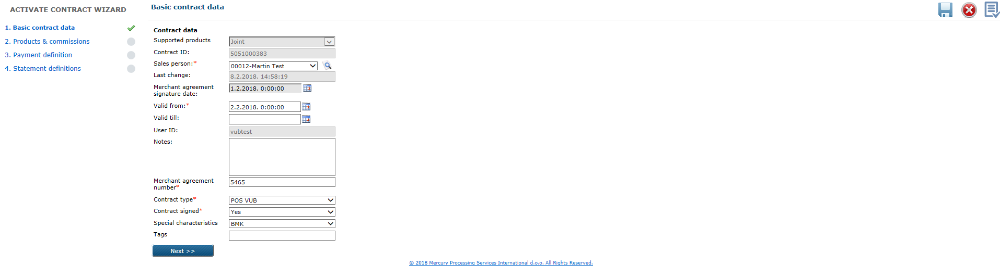 ACTIVATE CONTRACT WIZARD
1. Basic contract data
2. Products & commissions
3. Payment definition
4. Statement definitions
Basic contract data
Contract data
Supported products Joint
Contract ID: 5051000383
Sales person:* 00012-Martin Test
Last change: 8.2.2018. 14:58:19
Merchant agreement
signature date: 1.2.2018. 0:00:00
Valid from:* 2.2.2018. 0:00:00
Valid till:
User ID: vubtest
Notes:
Merchant agreement
number* 5465
Contract type* POS VUB
Contract signed* Yes
Special characteristics BMK
Tags
Next >>
© 2018 Mercury Processing Services International d.o.o. All Rights Reserved.